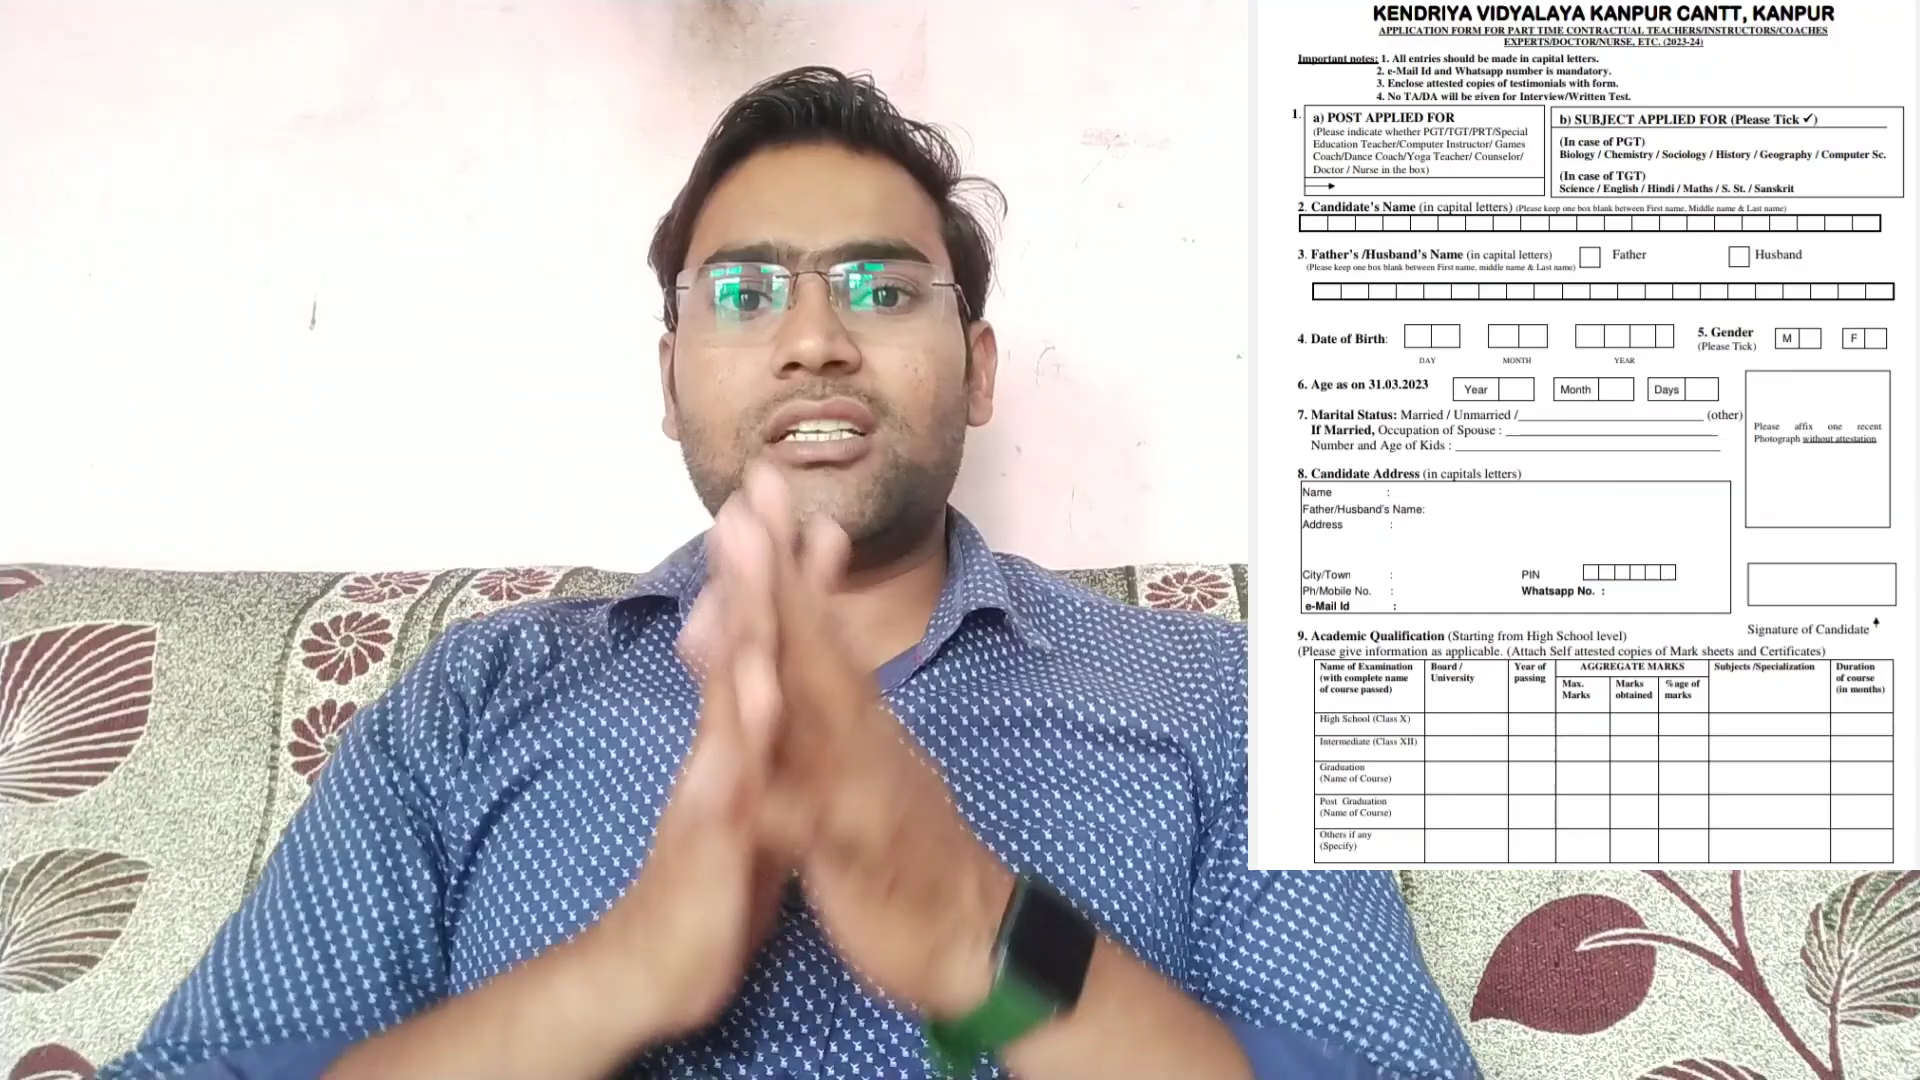 KENDRIYA VIDYALAYA KANPUR CANTT, KANPUR
APPLICATION FORM FOR PART TIME CONTRACTUAL TEACHERS/INSTRUCTORS/COACHES
EXPERTS/DOCTOR/NURSE, ETC. (2023-24)
Important notes: 1. All entries should be made in capital letters.
2. e-Mail Id and Whatsapp number is mandatory.
3. Enclose attested copies of testimonials with form.
4. No TA/DA will be given for Interview/Written Test.
1. a) POST APPLIED FOR
(Please indicate whether PGT/TGT/PRT/Special
Education Teacher/Computer Instructor/ Games
Coach/Dance Coach/Yoga Teacher/ Counselor/
Doctor / Nurse in the box)
b) SUBJECT APPLIED FOR (Please Tick ✓)
(In case of PGT)
Biology / Chemistry / Sociology / History / Geography / Computer Sc.
(In case of TGT)
Science / English / Hindi / Maths / S. St. / Sanskrit
2. Candidate's Name (in capital letters) (Please keep one box blank between First name, Middle name & Last name)
3. Father's /Husband's Name (in capital letters) Father Husband
(Please keep one box blank between First name, middle name & Last name)
4. Date of Birth: 5. Gender M F
(Please Tick)
DAY MONTH YEAR
6. Age as on 31.03.2023 Year Month Days
7. Marital Status: Married / Unmarried / (other)
If Married, Occupation of Spouse :
Number and Age of Kids :
Please affix one recent
Photograph without attestation
8. Candidate Address (in capitals letters)
Name :
Father/Husband's Name:
Address :
City/Town : PIN
Ph/Mobile No. : Whatsapp No. :
e-Mail Id :
Signature of Candidate
9. Academic Qualification (Starting from High School level)
(Please give information as applicable. (Attach Self attested copies of Mark sheets and Certificates)
Name of Examination
(with complete name
of course passed)
Board /
University
Year of
passing
AGGREGATE MARKS
Max.
Marks
Marks
obtained
%age of
marks
Subjects /Specialization
Duration
of course
(in months)
High School (Class X)
Intermediate (Class XII)
Graduation
(Name of Course)
Post Graduation
(Name of Course)
Others if any
(Specify)